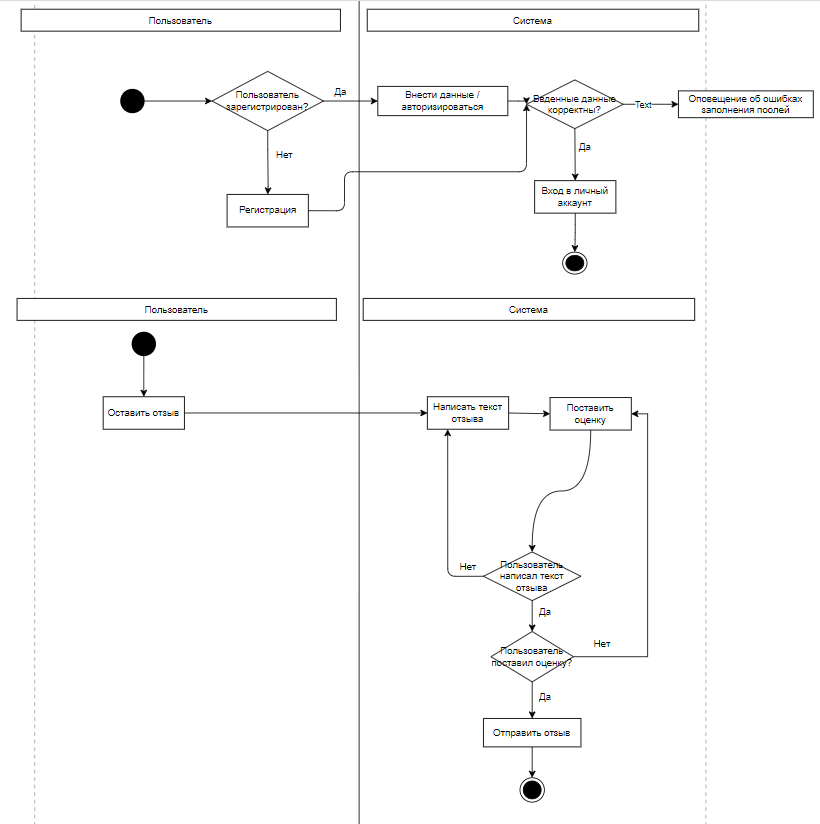 Пользователь
Система
Пользователь
зарегистрирован?
Да
Внести данные /
авторизироваться
Введенные данные
корректны?
Text
Оповещение об ошибках
заполнения поолей
Нет
Да
Регистрация
Вход в личный
аккаунт
Пользователь
Система
Оставить отзыв
Написать текст
отзыва
Поставить
оценку
Нет
Пользователь
написал текст
отзыва
Да
Пользователь
поставил оценку?
Нет
Да
Отправить отзыв